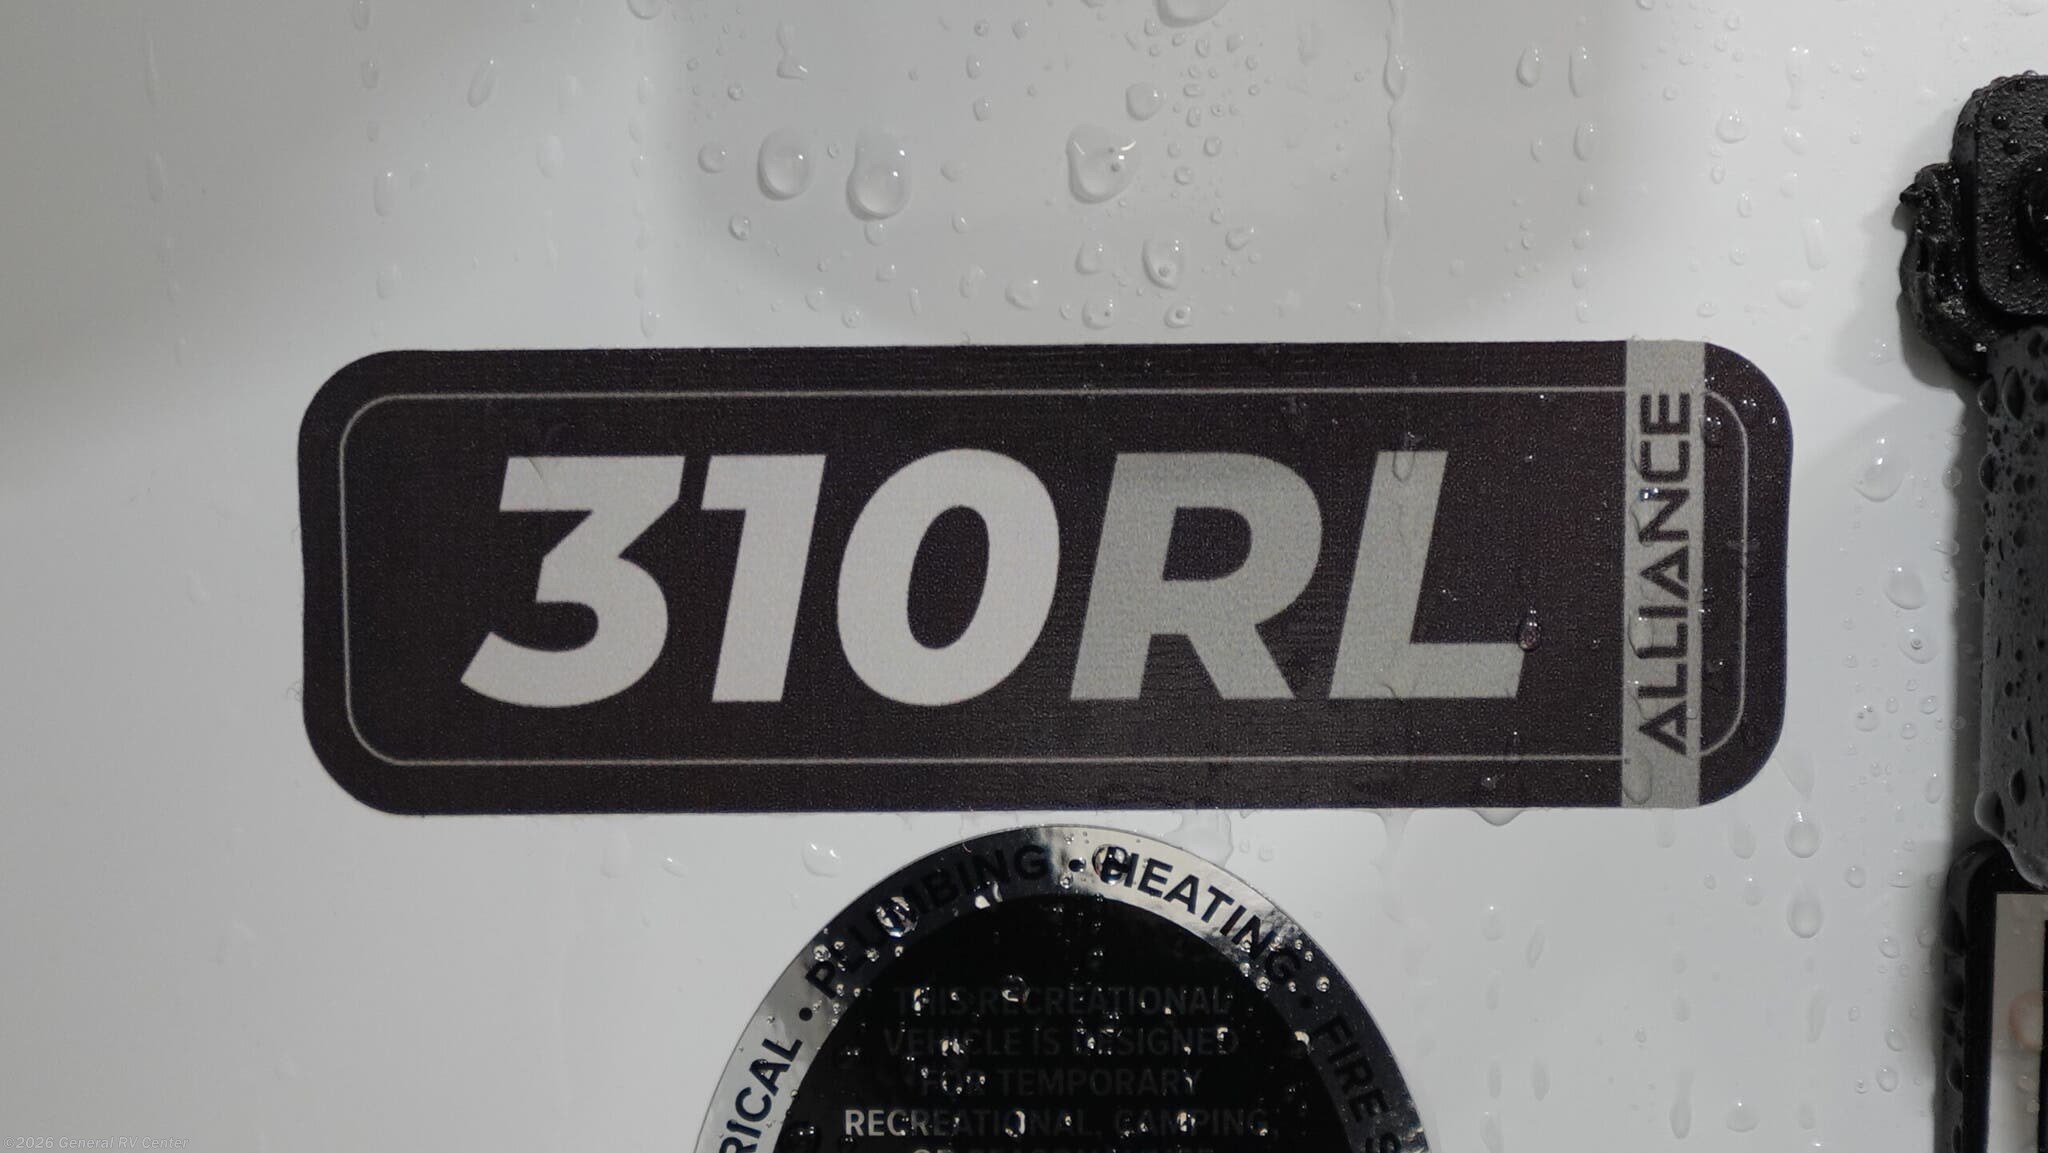 310RL
ALLIANCE
RICAL • PLUMBING • HEATING • FIRE S
THIS RECREATIONAL
VEHICLE IS DESIGNED
FOR TEMPORARY
RECREATIONAL, CAMPING,
©2026 General RV Center